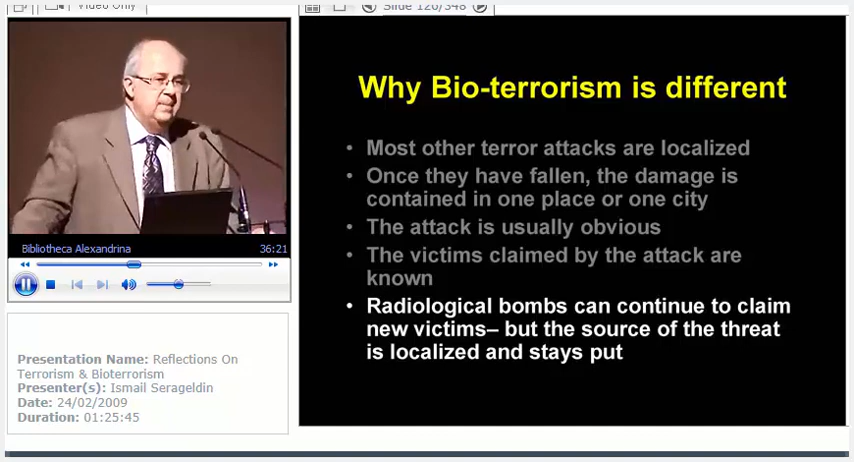 Video Only
Slide 120/348
Why Bio-terrorism is different
• Most other terror attacks are localized
• Once they have fallen, the damage is
contained in one place or one city
• The attack is usually obvious
• The victims claimed by the attack are
known
• Radiological bombs can continue to claim
new victims– but the source of the threat
is localized and stays put
Bibliotheca Alexandrina 36:21
Presentation Name: Reflections On
Terrorism & Bioterrorism
Presenter(s): Ismail Serageldin
Date: 24/02/2009
Duration: 01:25:45